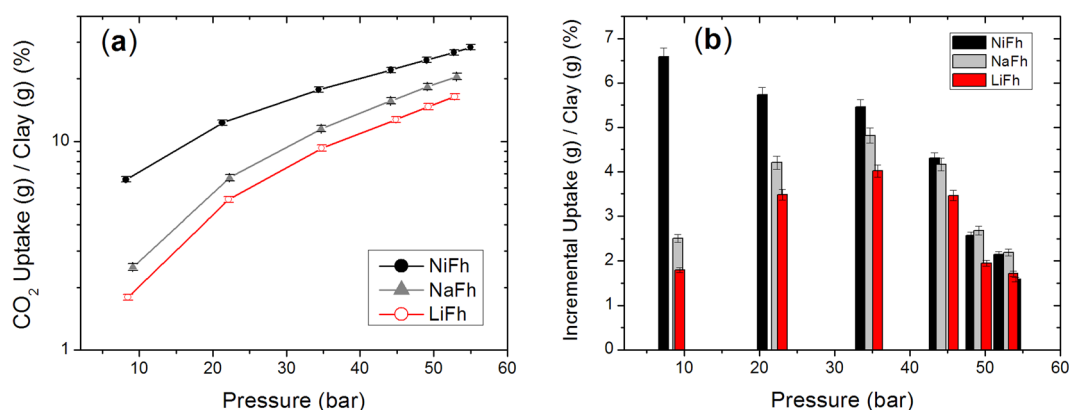 (a)
CO₂ Uptake (g) / Clay (g) (%)
10
1
NiFh
NaFh
LiFh
0 10 20 30 40 50 60
Pressure (bar)
(b)
Incremental Uptake (g) / Clay (g) (%)
7
6
5
4
3
2
1
0
NiFh
NaFh
LiFh
10 20 30 40 50 60
Pressure (bar)